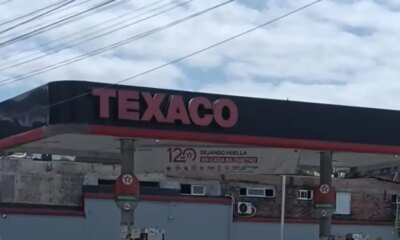 TEXACO
120 DEJANDO HUELLA
EN CADA KILÓMETRO